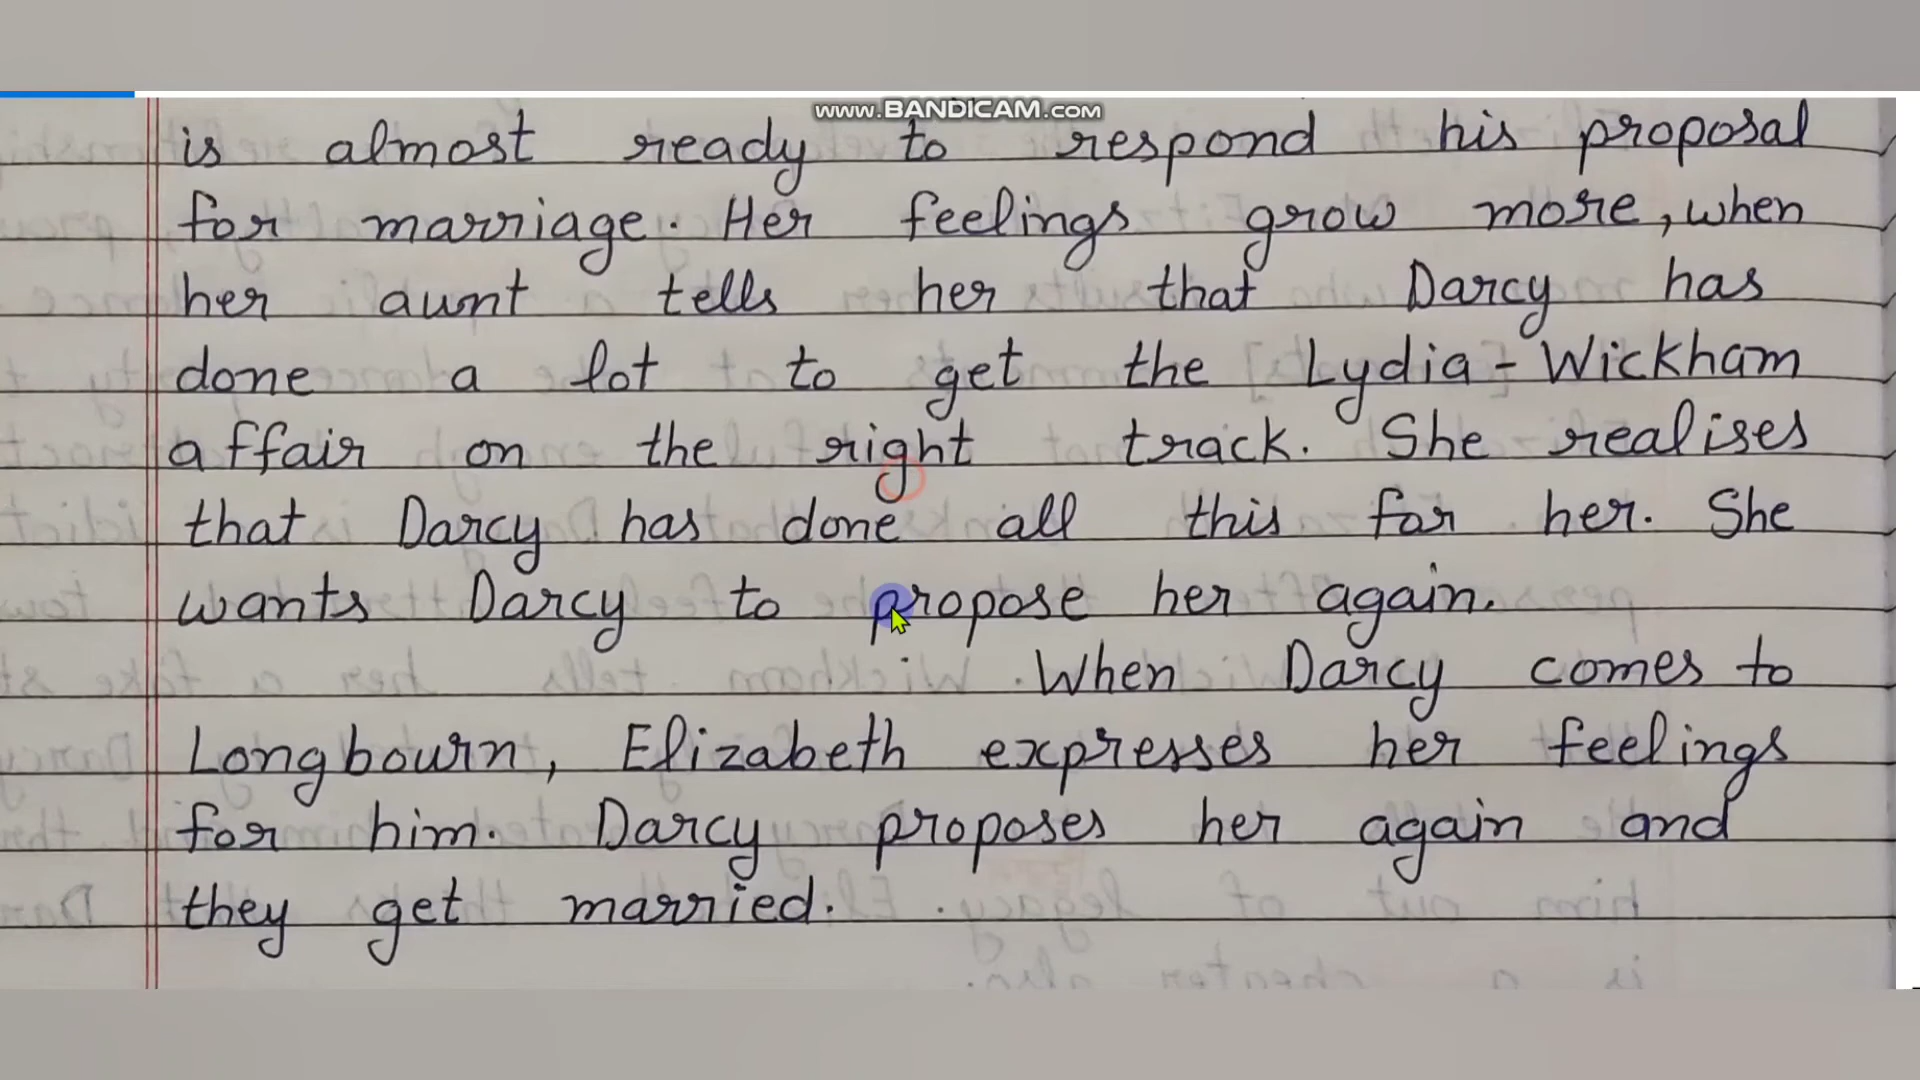 www.BANDICAM.com
is almost ready to respond his proposal
for marriage. Her feelings grow more, when
her aunt tells her that Darcy has
done a lot to get the Lydia - Wickham
affair on the right track. She realises
that Darcy has done all this for her. She
wants Darcy to propose her again.
When Darcy comes to
Longbourn, Elizabeth expresses her feelings
for him. Darcy proposes her again and
they get married.